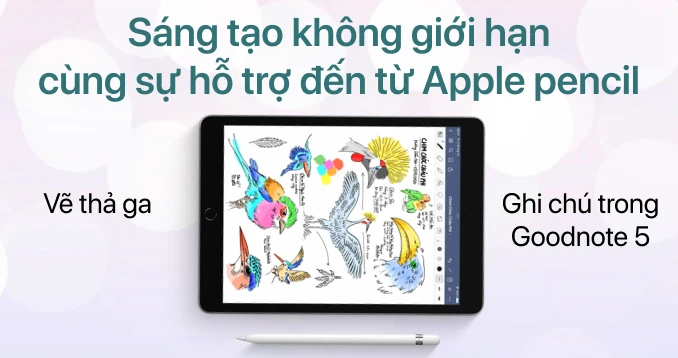 Sáng tạo không giới hạn
cùng sự hỗ trợ đến từ Apple pencil
Vẽ thả ga
Ghi chú trong
Goodnote 5